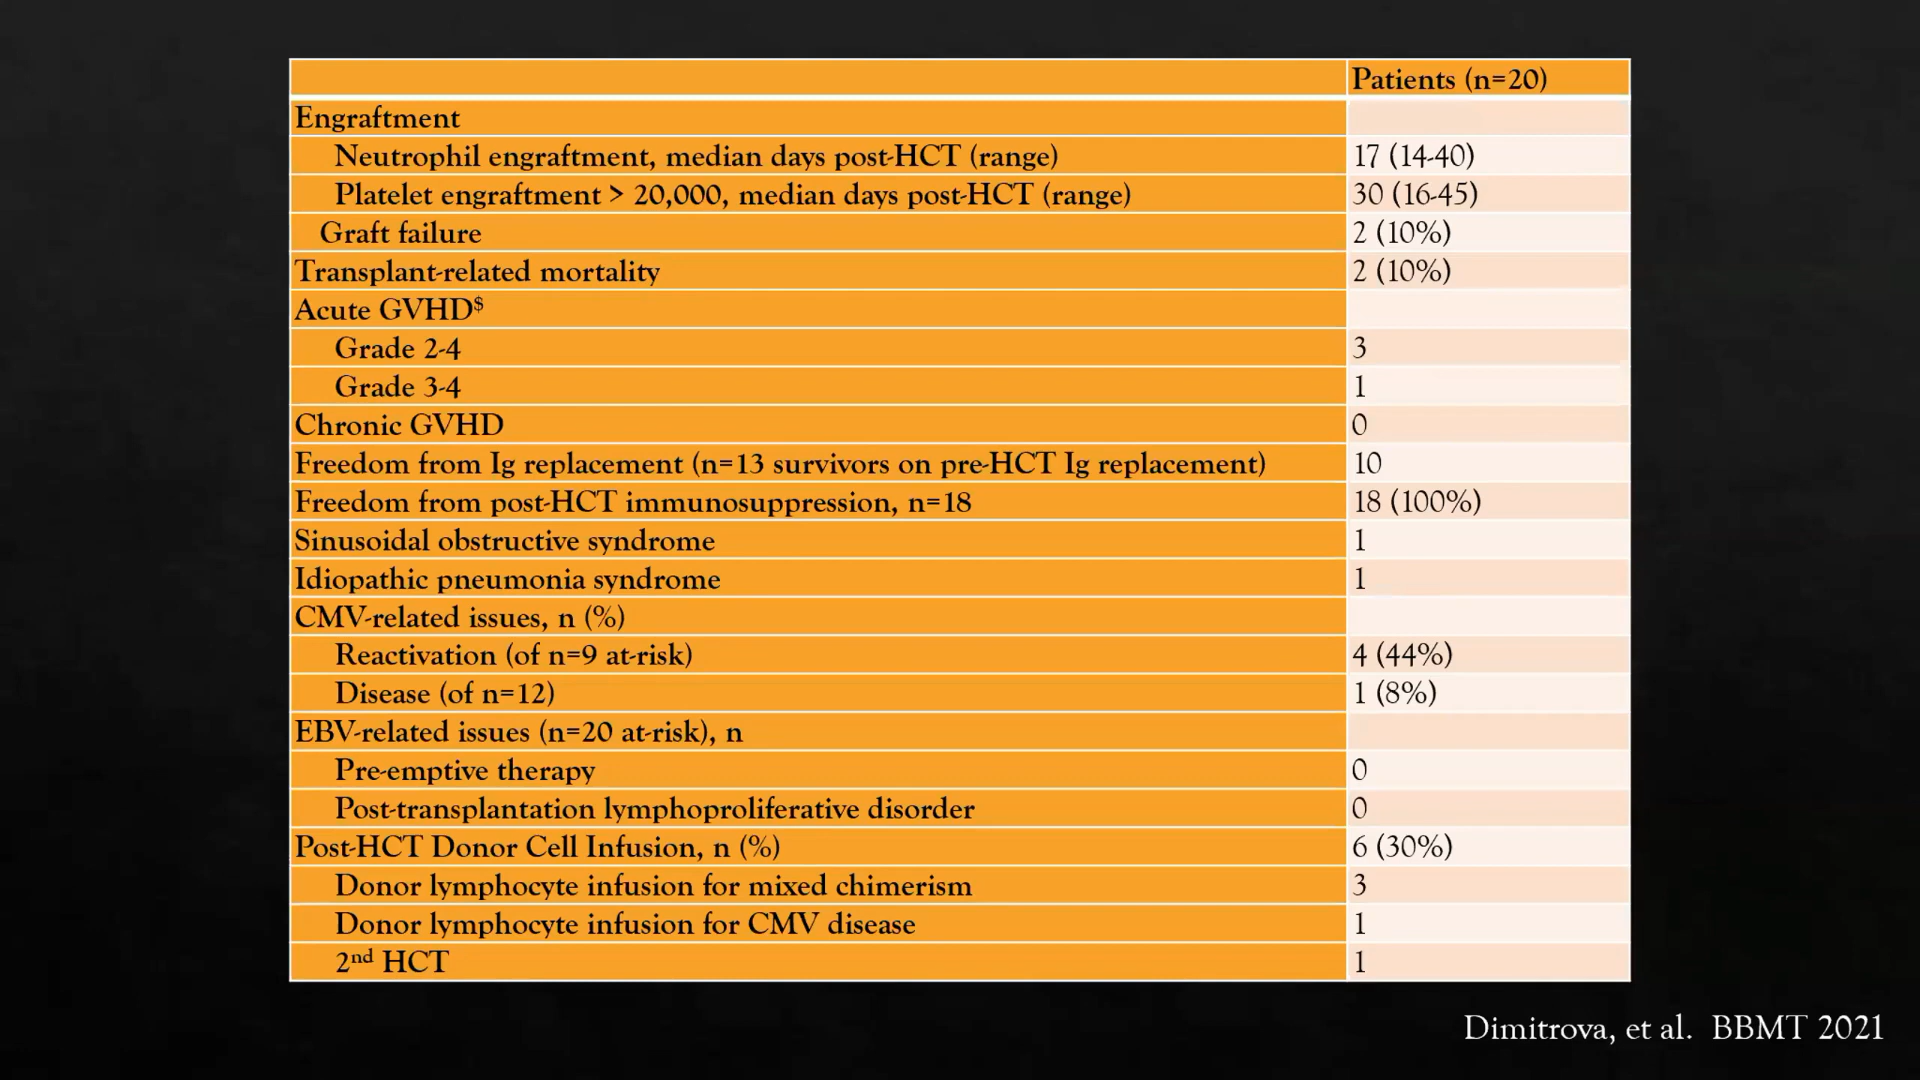 Patients (n=20)
Engraftment
Neutrophil engraftment, median days post-HCT (range) 17 (14-40)
Platelet engraftment > 20,000, median days post-HCT (range) 30 (16-45)
Graft failure 2 (10%)
Transplant-related mortality 2 (10%)
Acute GVHD$
Grade 2-4 3
Grade 3-4 1
Chronic GVHD 0
Freedom from Ig replacement (n=13 survivors on pre-HCT Ig replacement) 10
Freedom from post-HCT immunosuppression, n=18 18 (100%)
Sinusoidal obstructive syndrome 1
Idiopathic pneumonia syndrome 1
CMV-related issues, n (%)
Reactivation (of n=9 at-risk) 4 (44%)
Disease (of n=12) 1 (8%)
EBV-related issues (n=20 at-risk), n
Pre-emptive therapy 0
Post-transplantation lymphoproliferative disorder 0
Post-HCT Donor Cell Infusion, n (%) 6 (30%)
Donor lymphocyte infusion for mixed chimerism 3
Donor lymphocyte infusion for CMV disease 1
2nd HCT 1
Dimitrova, et al. BBMT 2021